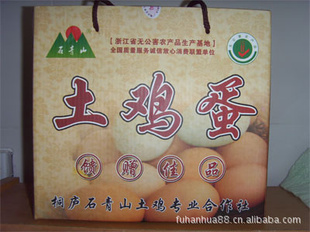 【浙江省无公害农产品生产基地】
全国质量服务诚信放心消费联盟单位
石青山
土鸡蛋
馈赠佳品
桐庐石青山土鸡专业合作社
fuhanhua88.cn.alibaba.com